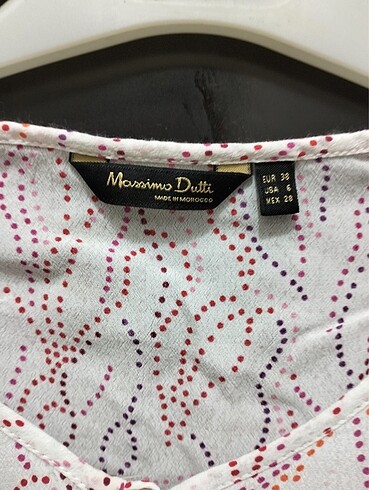 Massimo Dutti
MADE IN MOROCCO
EUR 38
USA 6
MEX 28